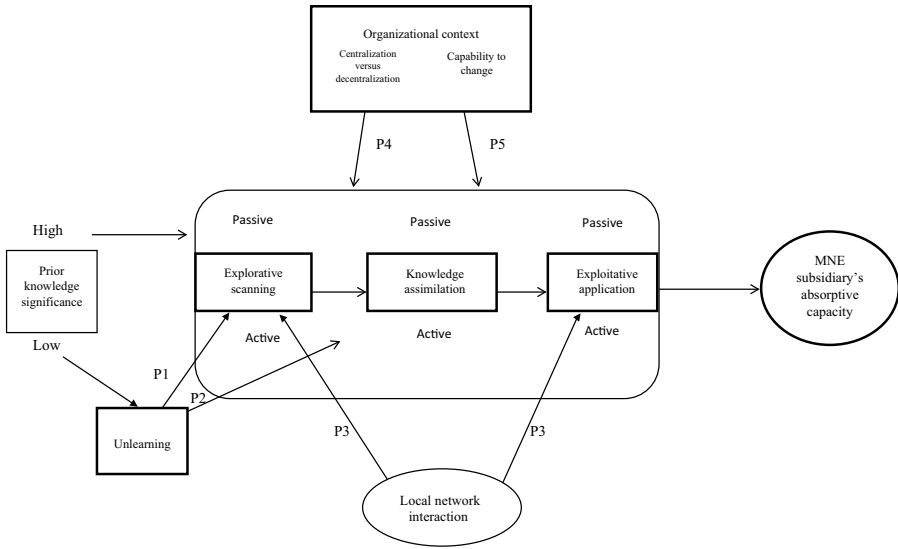 Organizational context
Centralization
versus
decentralization
Capability to
change
P4
P5
High
Passive
Passive
Passive
Prior
knowledge
significance
Explorative
scanning
Knowledge
assimilation
Exploitative
application
MNE
subsidiary's
absorptive
capacity
Low
Active
Active
Active
P1
P2
P3
P3
Unlearning
Local network
interaction